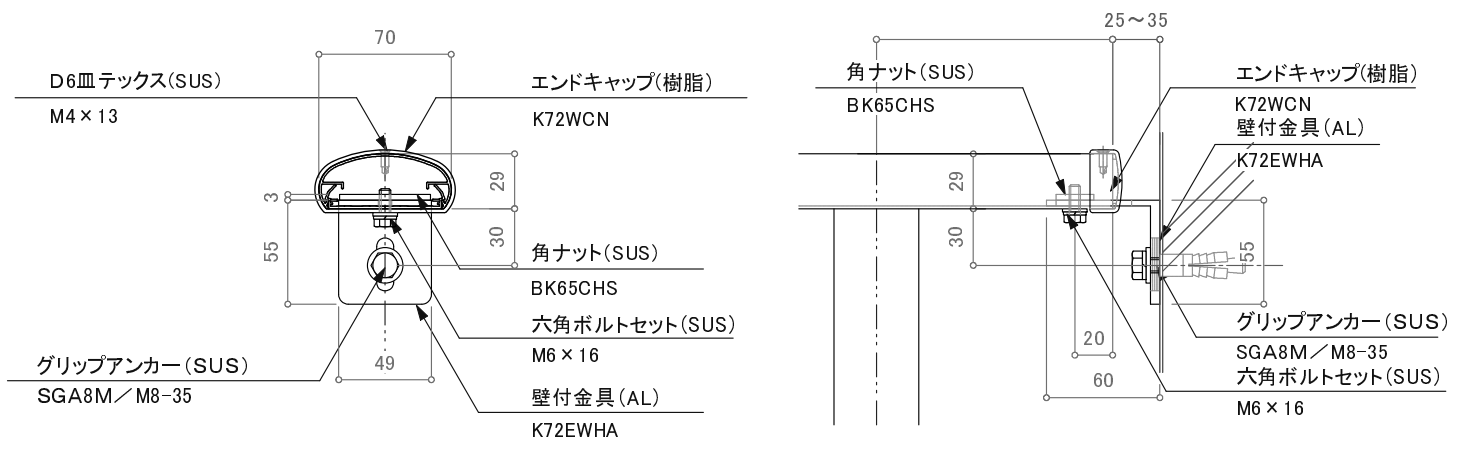 70
D6皿テックス(SUS)
M4×13
エンドキャップ(樹脂)
K72WCN
29
3
30
55
角ナット(SUS)
BK65CHS
六角ボルトセット(SUS)
M6×16
グリップアンカー(SUS)
SGA8M/M8-35
49
壁付金具(AL)
K72EWHA
25~35
角ナット(SUS)
BK65CHS
エンドキャップ(樹脂)
K72WCN
壁付金具(AL)
K72EWHA
29
30
55
20
60
グリップアンカー(SUS)
SGA8M/M8-35
六角ボルトセット(SUS)
M6×16